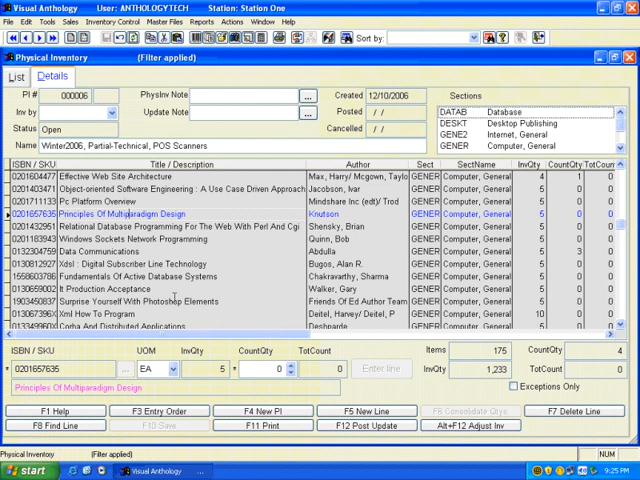 Visual Anthology User: ANTHOLOGYTECH Station: Station One
File Edit Tools Sales Inventory Control Master Files Reports Actions Window Help
Sort by:
Physical Inventory (Filter applied)
List Details
PI # 000006 PhysInv Note ... Created 12/10/2006 Sections
Inv by Update Note ... Posted / / DATAB Database
DESKT Desktop Publishing
Status Open Cancelled / / GENE2 Internet, General
Name Winter2006, Partial-Technical, POS Scanners GENER Computer, General
ISBN / SKU Title / Description Author Sect SectName InvQty CountQty TotCount
0201604477 Effective Web Site Architecture Max, Harry/ Mcgown, Taylo GENER Computer, General 4 1 0
0201403471 Object-oriented Software Engineering : A Use Case Driven Approach Jacobson, Ivar GENER Computer, General 5 0 0
0201711133 Pc Platform Overview Mindshare Inc (edt)/ Trod GENER Computer, General 5 0 0
0201657635 Principles Of Multiparadigm Design Knutson GENER Computer, General 5 0 0
0201432951 Relational Database Programming For The Web With Perl And Cgi Shensky, Brian GENER Computer, General 5 0 0
0201183943 Windows Sockets Network Programming Quinn, Bob GENER Computer, General 5 0 0
0132304759 Data Communications Abdulla GENER Computer, General 5 3 0
0130812927 Xdsl : Digital Subscriber Line Technology Bugos, Alan R. GENER Computer, General 5 0 0
1558603786 Fundamentals Of Active Database Systems Chakravarthy, Sharma GENER Computer, General 5 0 0
0130659002 It Production Acceptance Walker, Gary GENER Computer, General 5 0 0
1903450837 Surprise Yourself With Photoshop Elements Friends Of Ed Author Team GENER Computer, General 5 0 0
013067396X Xml How To Program Deitel, Harvey/ Deitel, P GENER Computer, General 10 0 0
013349960X Corba And Distributed Applications Deshparde GENER Computer, General 5 0 0
ISBN / SKU UOM InvQty CountQty TotCount Items 175 CountQty 4
* 0201657635 ... EA 5 * 0 0 Enter line InvQty 1,233 TotCount 0
Principles Of Multiparadigm Design Exceptions Only
F1 Help F3 Entry Order F4 New PI F5 New Line F6 Consolidate Qtys F7 Delete Line
F8 Find Line F10 Save F11 Print F12 Post Update Alt+F12 Adjust Inv
Physical Inventory (Filter applied) NUM
start Visual Anthology ... 9:25 PM